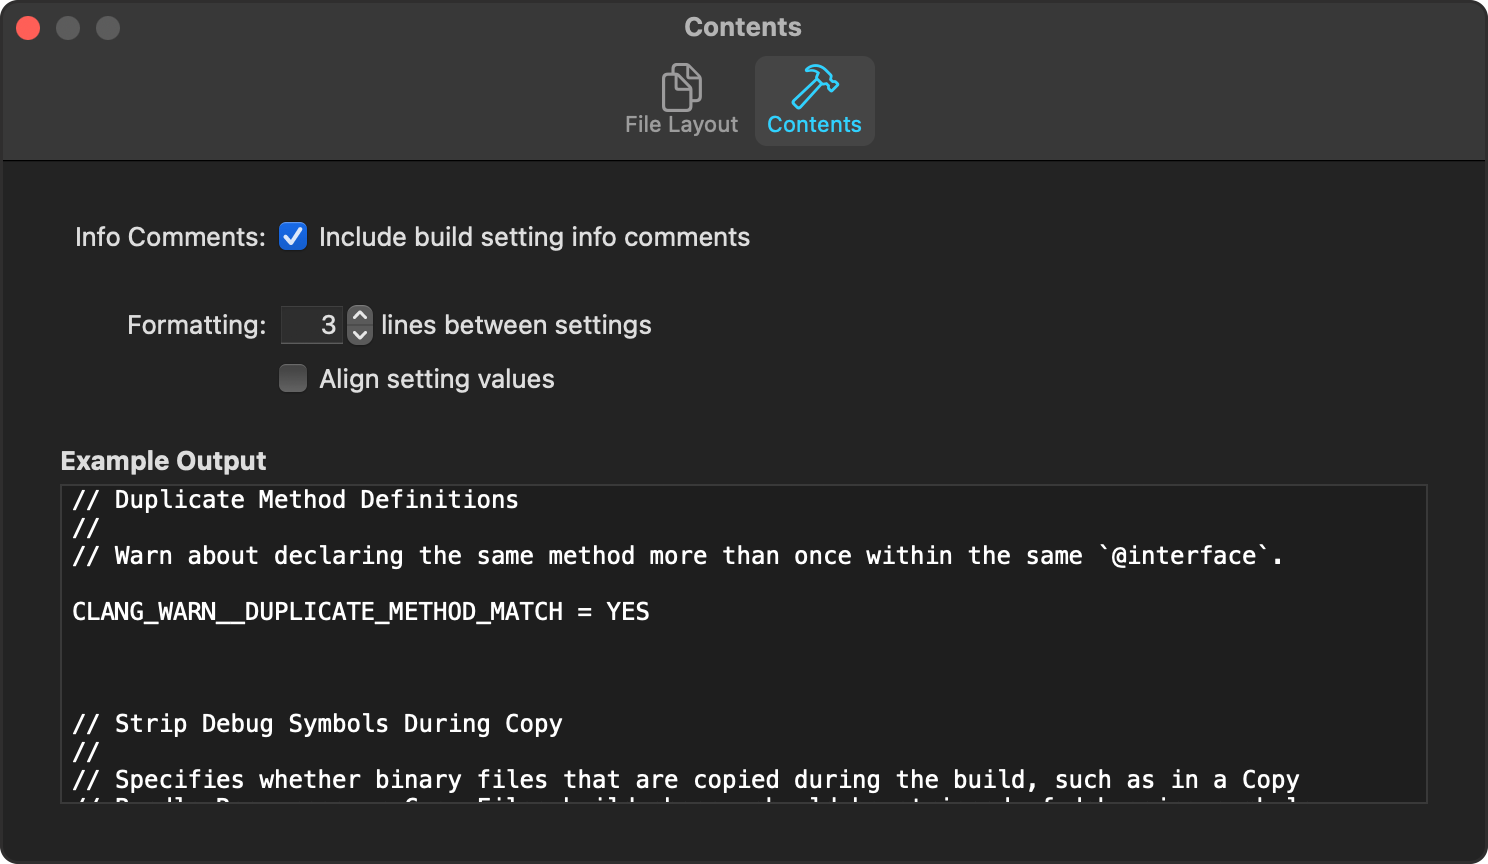 Contents
File Layout
Contents
Info Comments: Include build setting info comments
Formatting: 3 lines between settings
Align setting values
Example Output
// Duplicate Method Definitions
//
// Warn about declaring the same method more than once within the same `@interface`.
CLANG_WARN__DUPLICATE_METHOD_MATCH = YES
// Strip Debug Symbols During Copy
//
// Specifies whether binary files that are copied during the build, such as in a Copy